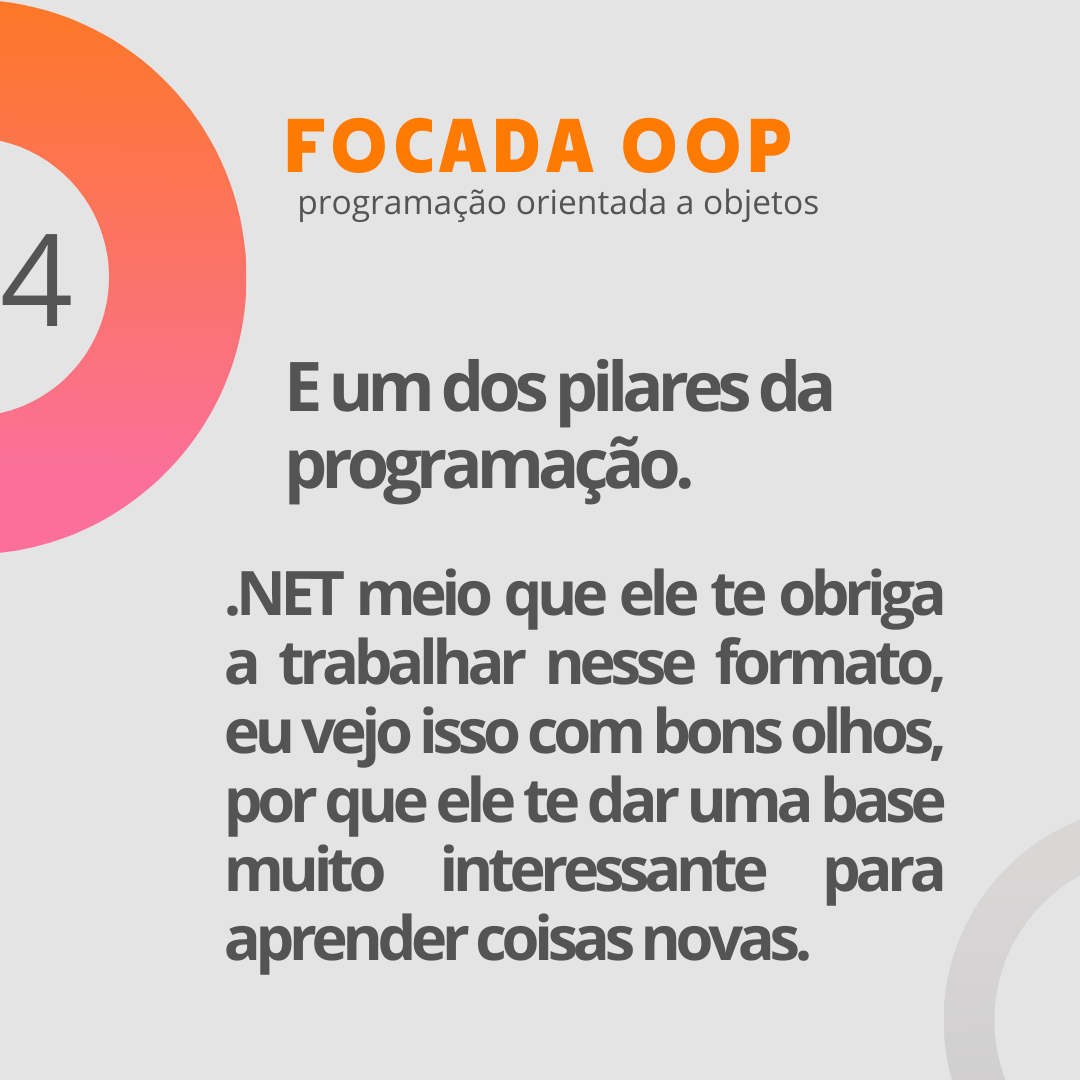 4
FOCADA OOP
programação orientada a objetos
E um dos pilares da
programação.
.NET meio que ele te obriga
a trabalhar nesse formato,
eu vejo isso com bons olhos,
por que ele te dar uma base
muito interessante para
aprender coisas novas.